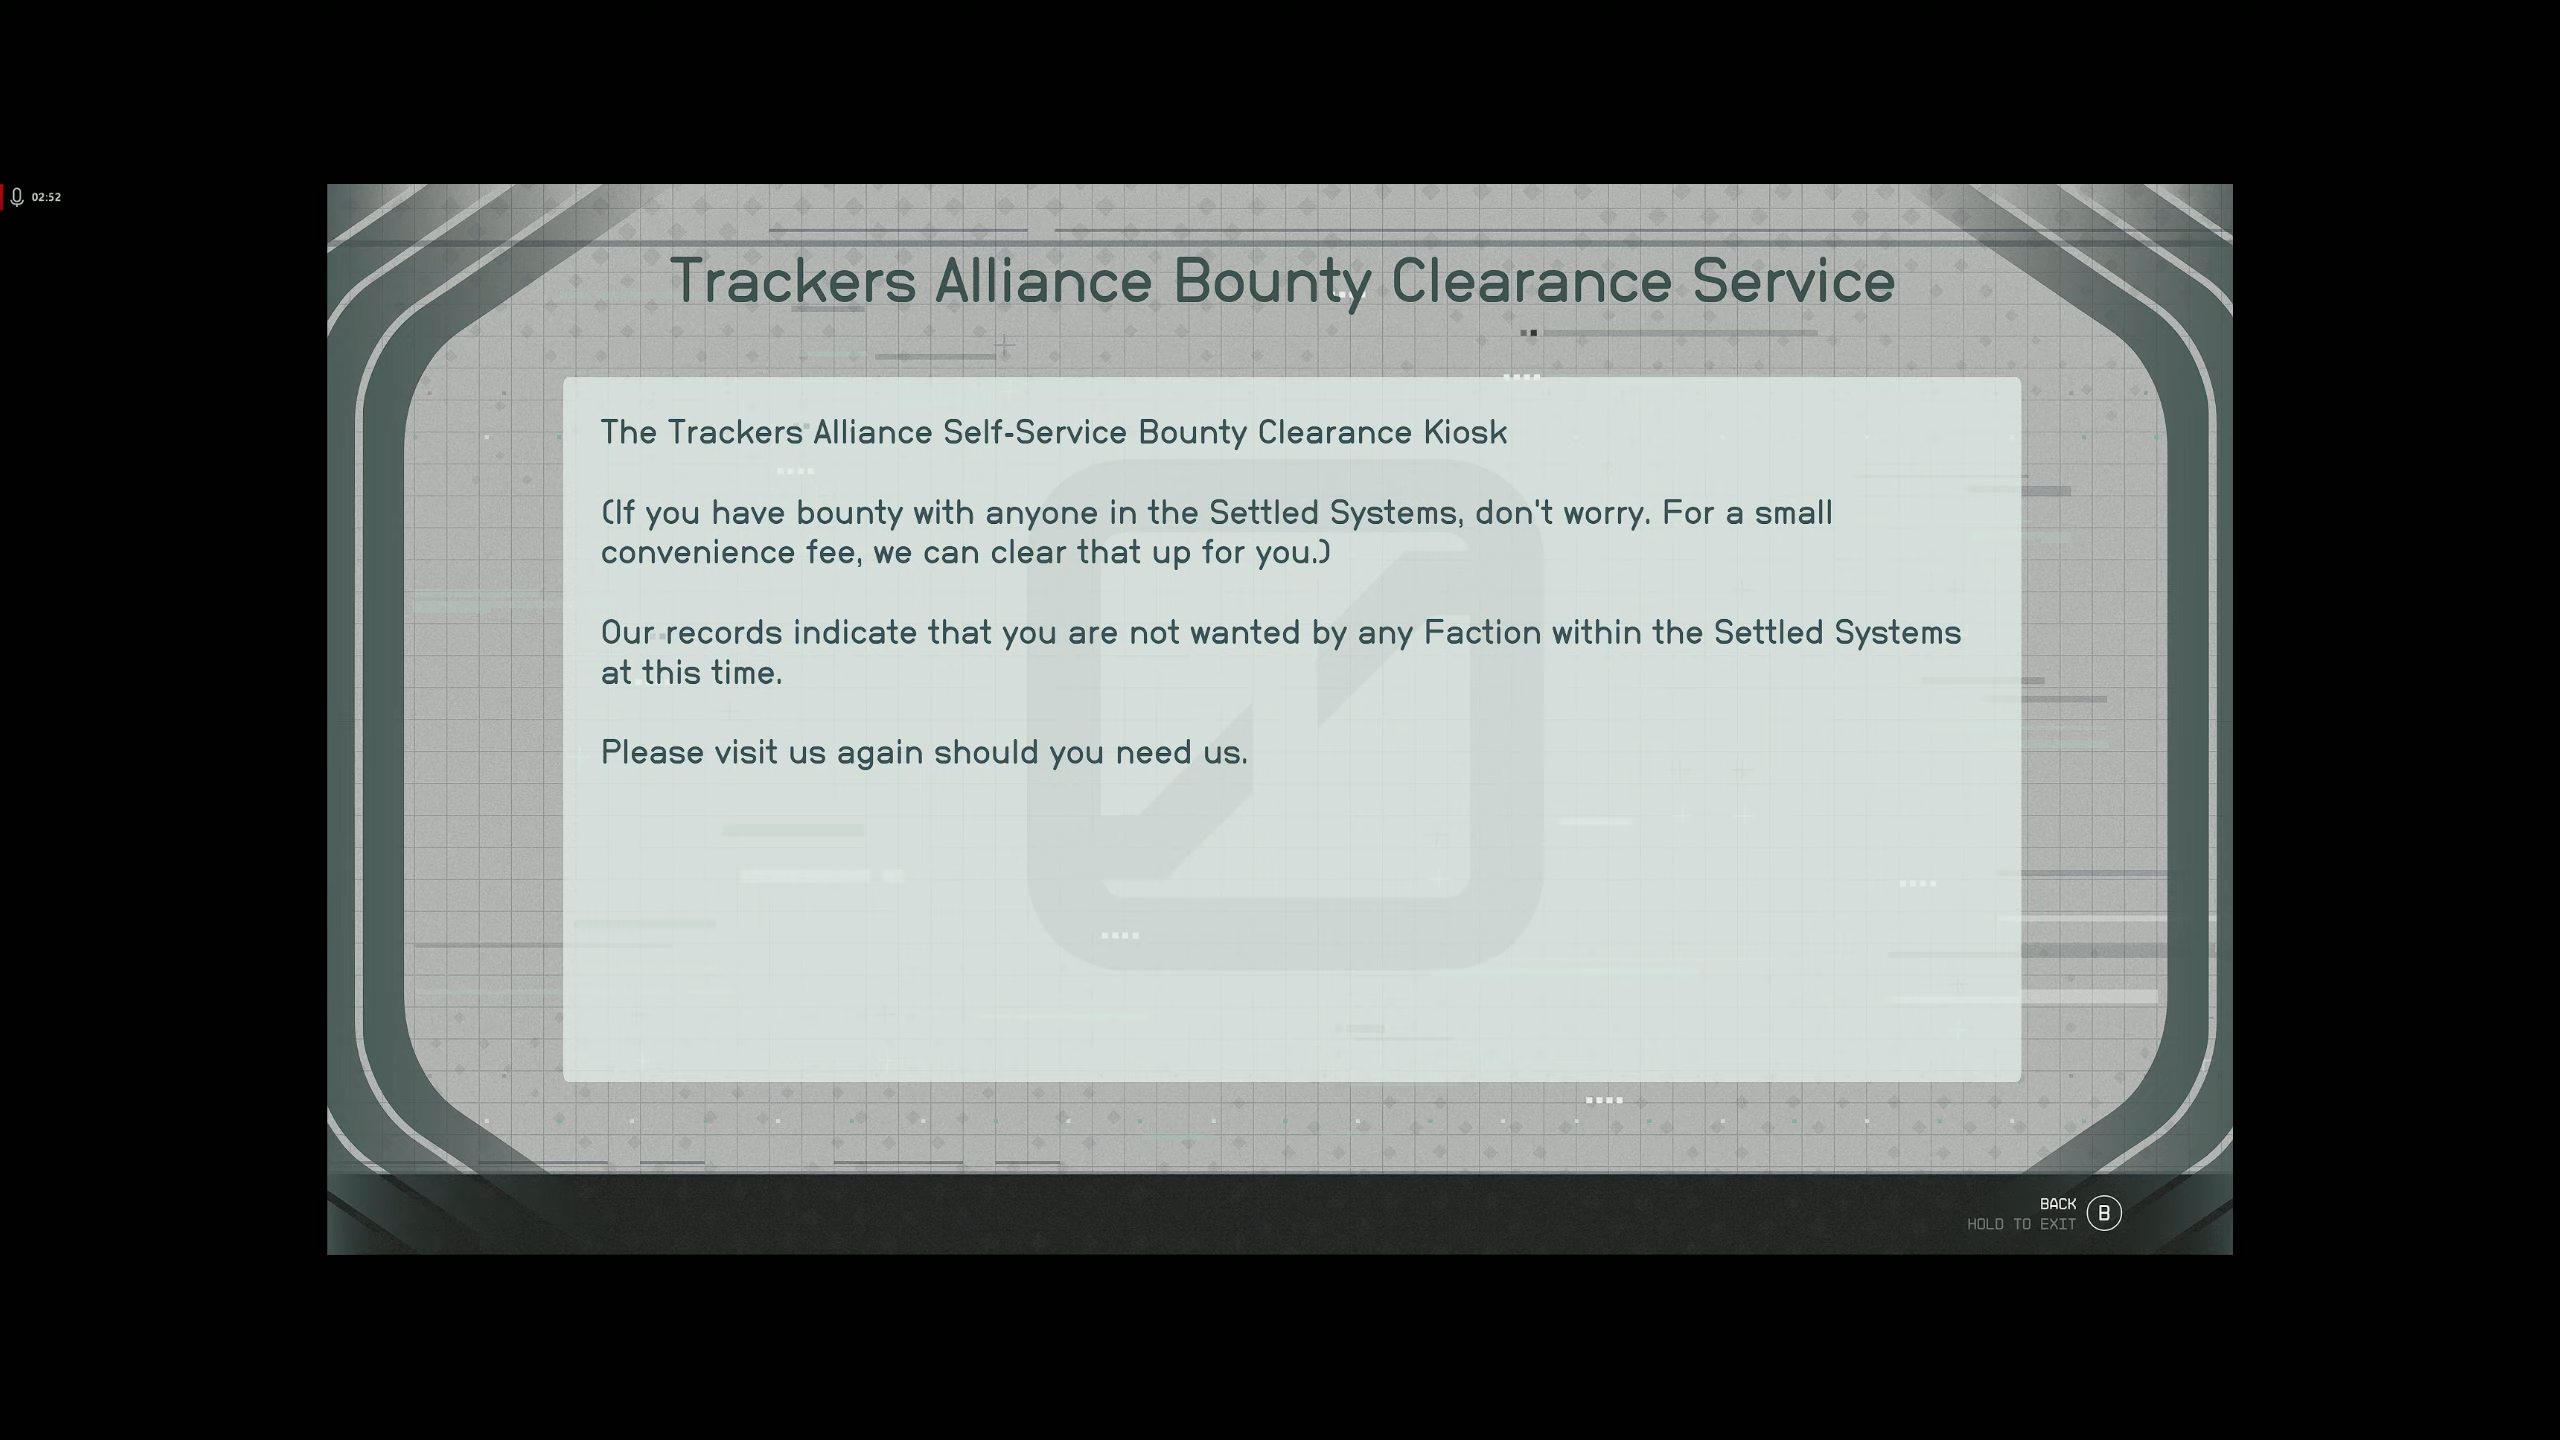 02:52
Trackers Alliance Bounty Clearance Service
The Trackers Alliance Self-Service Bounty Clearance Kiosk
(If you have bounty with anyone in the Settled Systems, don't worry. For a small
convenience fee, we can clear that up for you.)
Our records indicate that you are not wanted by any Faction within the Settled Systems
at this time.
Please visit us again should you need us.
BACK
HOLD TO EXIT
B